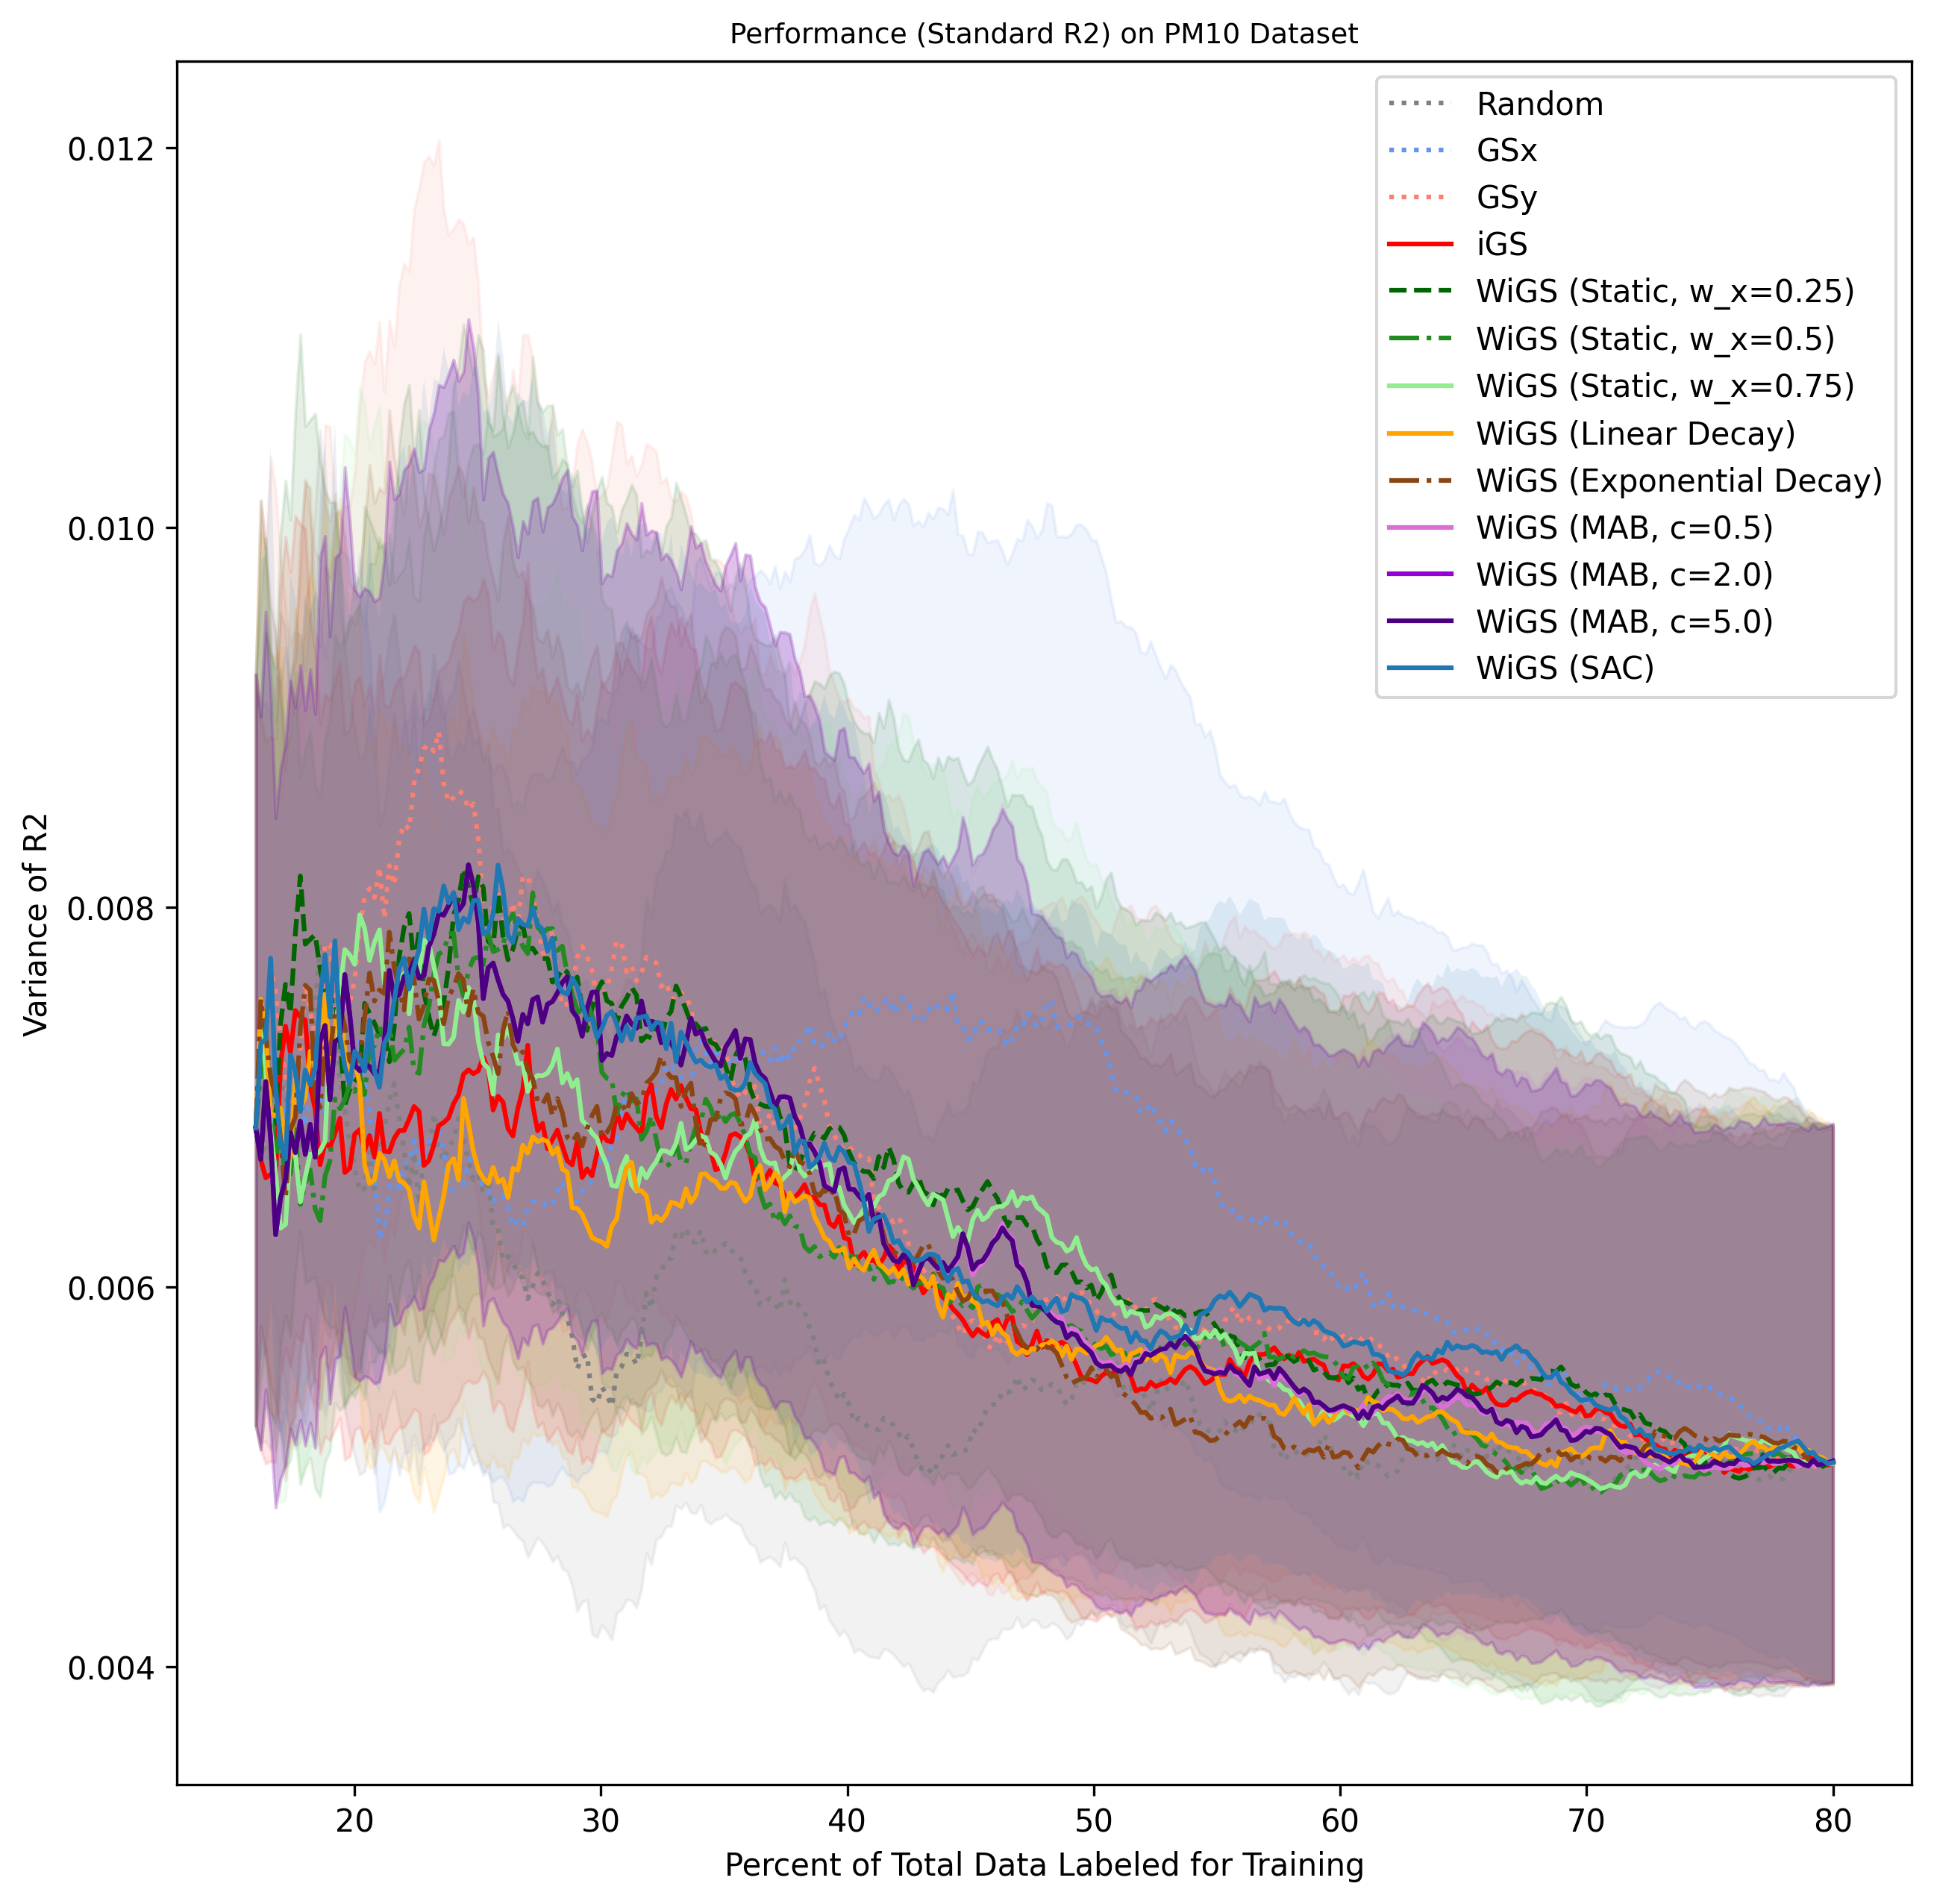 Performance (Standard R2) on PM10 Dataset
Variance of R2
0.012
0.010
0.008
0.006
0.004
Random
GSx
GSy
iGS
WiGS (Static, w_x=0.25)
WiGS (Static, w_x=0.5)
WiGS (Static, w_x=0.75)
WiGS (Linear Decay)
WiGS (Exponential Decay)
WiGS (MAB, c=0.5)
WiGS (MAB, c=2.0)
WiGS (MAB, c=5.0)
WiGS (SAC)
20 30 40 50 60 70 80
Percent of Total Data Labeled for Training